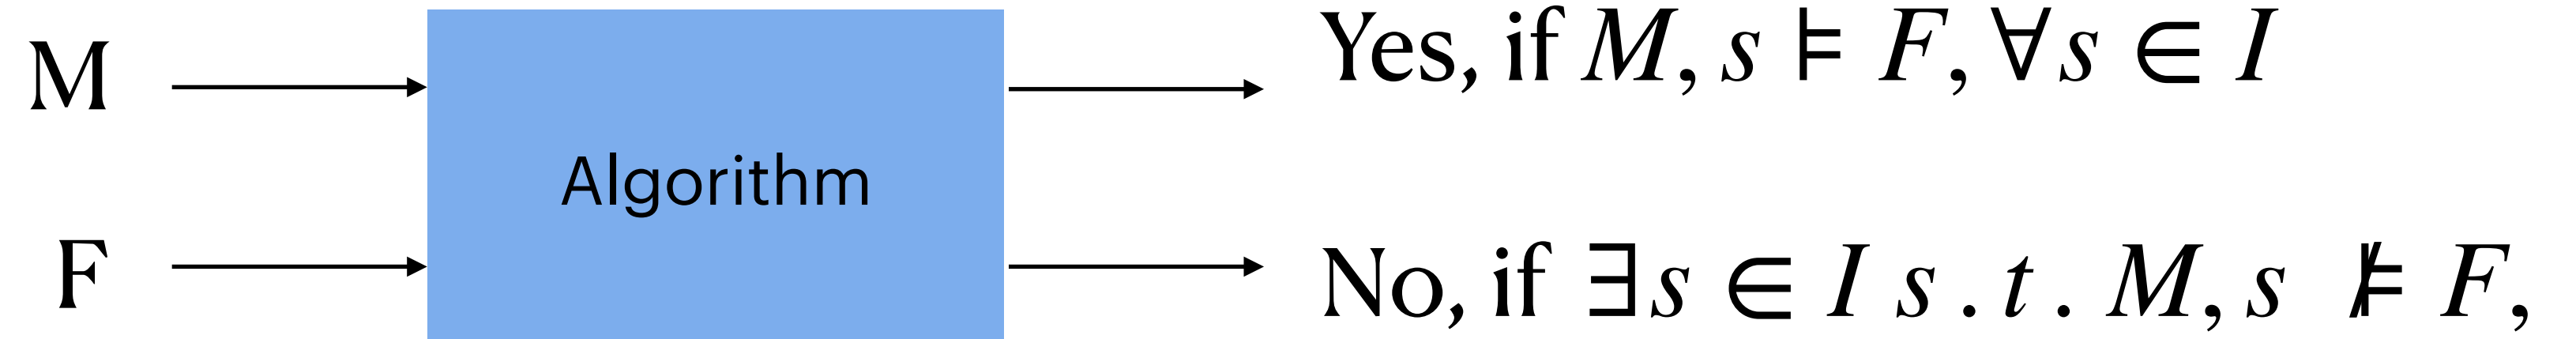 M
F
Algorithm
Yes, if M, s ⊨ F, ∀s ∈ I
No, if ∃s ∈ I s . t . M, s ⊭ F,